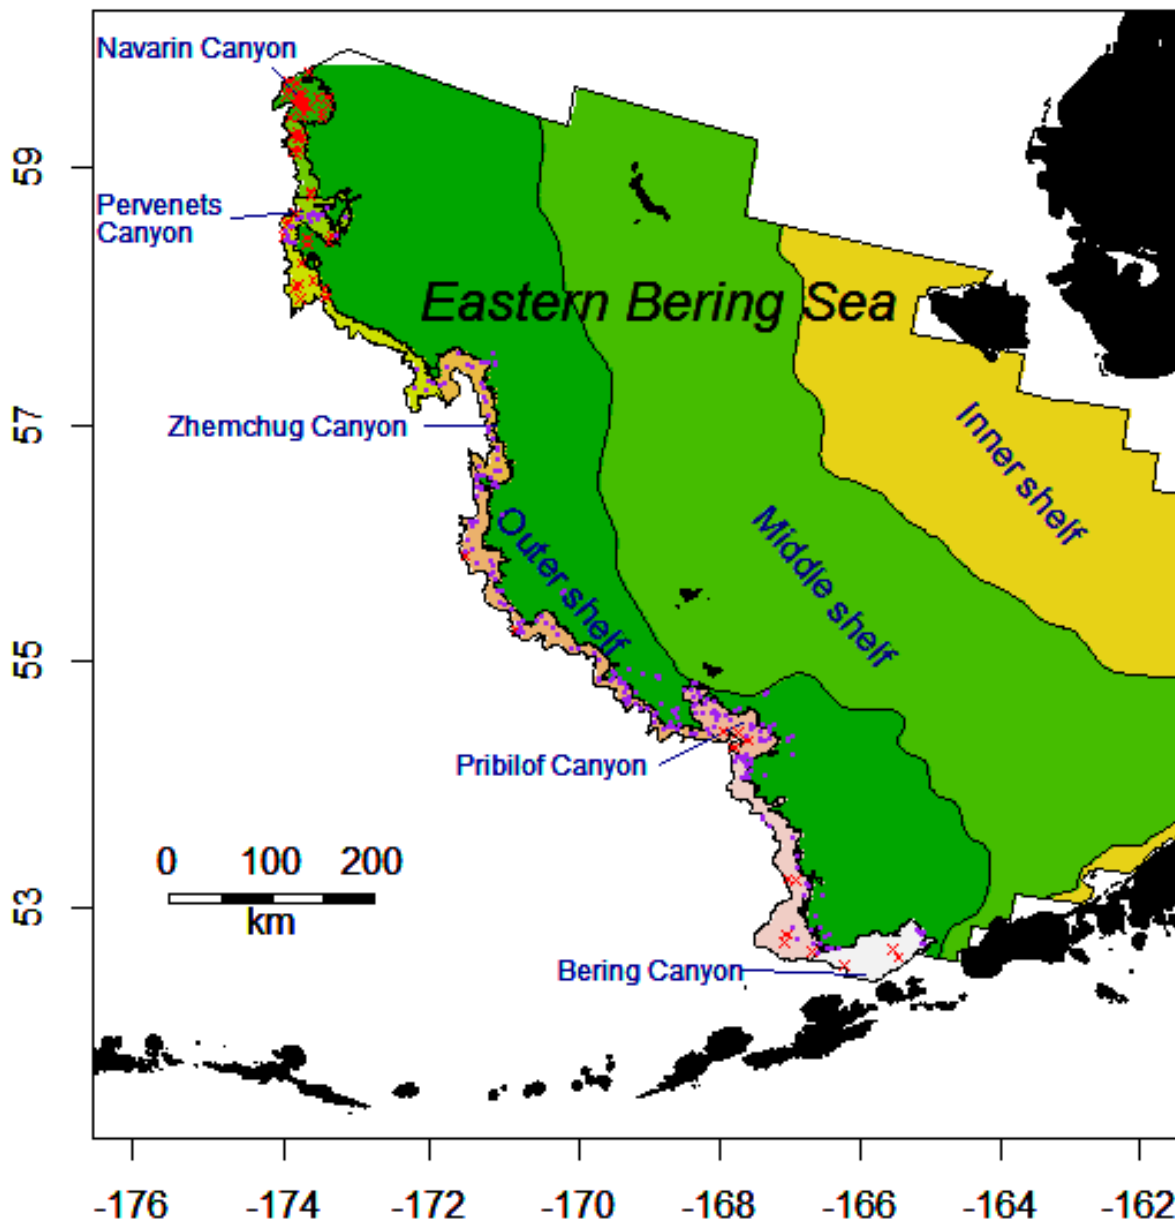 Navarin Canyon
59
Pervenets
Canyon
Eastern Bering Sea
57
Zhemchug Canyon
Inner shelf
Outer shelf
Middle shelf
55
Pribilof Canyon
0 100 200
km
53
Bering Canyon
-176 -174 -172 -170 -168 -166 -164 -162